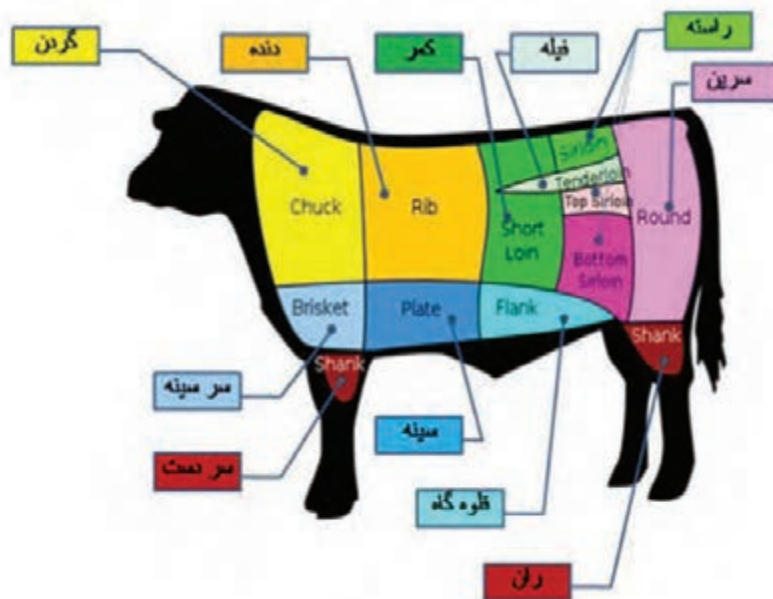 راسته
فیله
کمر
دنده
گردن
سرین
Sirloin
Tenderloin
Top Sirloin
Chuck
Rib
Short
Loin
Round
Bottom
Sirloin
Brisket
Plate
Flank
Shank
Shank
سر سینه
سینه
سر دست
قلوه گاه
ران